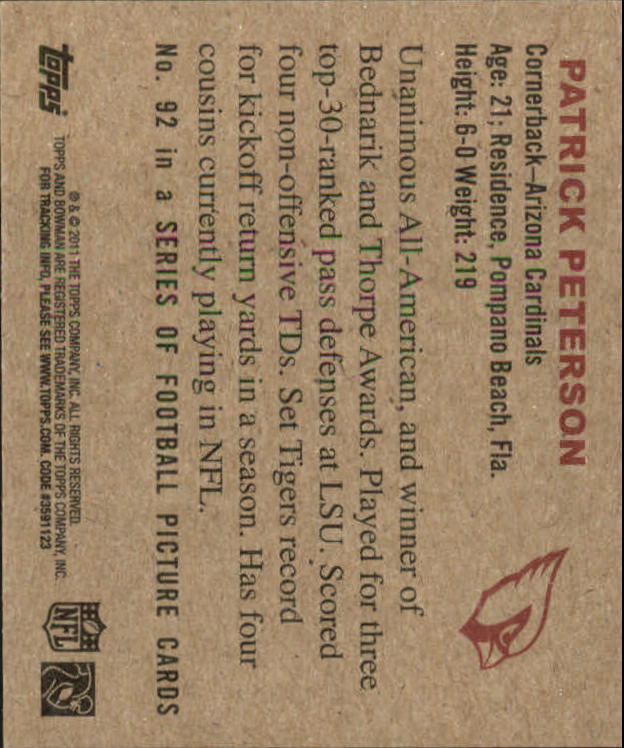 PATRICK PETERSON
Cornerback–Arizona Cardinals
Age: 21; Residence, Pompano Beach, Fla.
Height: 6-0 Weight: 219
Unanimous All-American, and winner of
Bednarik and Thorpe Awards. Played for three
top-30-ranked pass defenses at LSU. Scored
four non-offensive TDs. Set Tigers record
for kickoff return yards in a season. Has four
cousins currently playing in NFL.
No. 92 in a SERIES OF FOOTBALL PICTURE CARDS
topps
® & © 2011 THE TOPPS COMPANY, INC. ALL RIGHTS RESERVED.
TOPPS AND BOWMAN ARE REGISTERED TRADEMARKS OF THE TOPPS COMPANY, INC.
FOR TRACKING INFO, PLEASE SEE WWW.TOPPS.COM. CODE #3591123
NFL